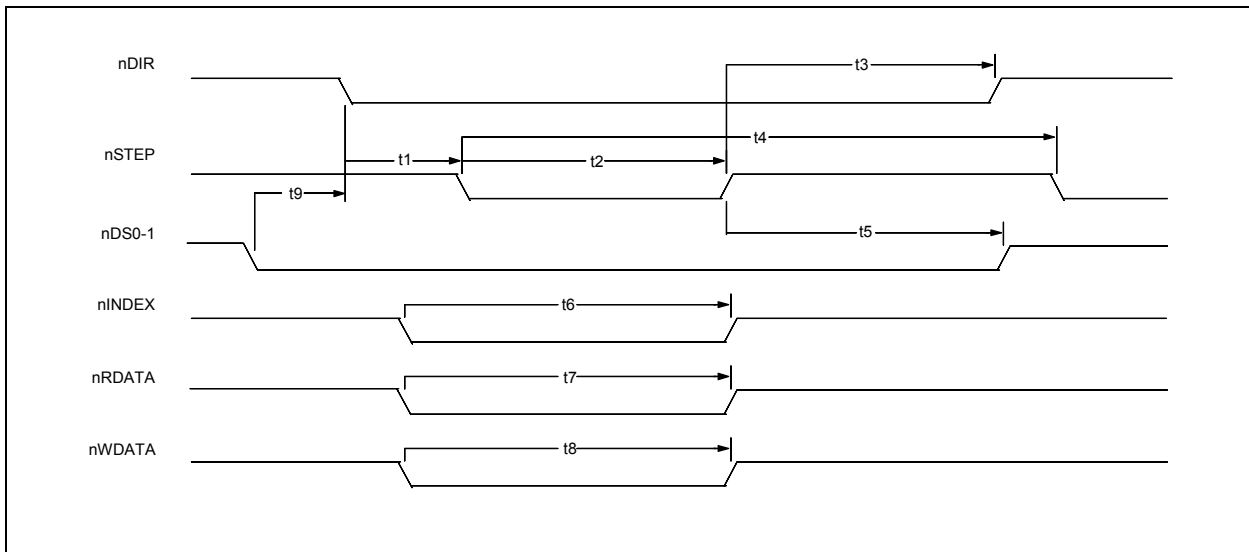 nDIR
t3
t4
nSTEP
t1
t2
t9
nDS0-1
t5
nINDEX
t6
nRDATA
t7
nWDATA
t8